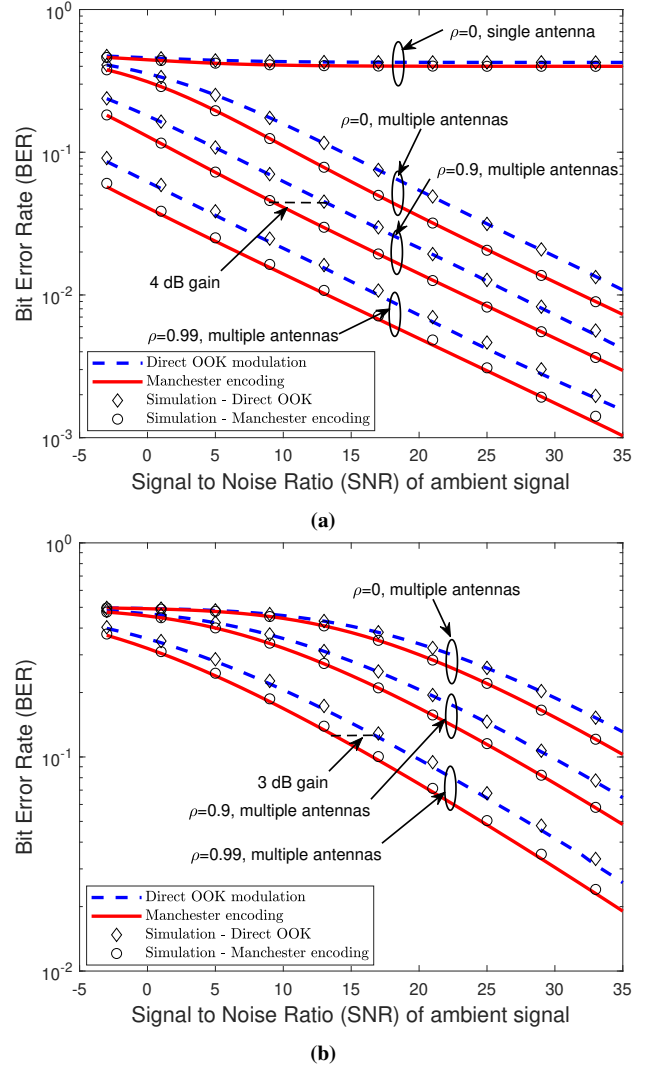 10^0
ρ=0, single antenna
10^-1
ρ=0, multiple antennas
ρ=0.9, multiple antennas
4 dB gain
10^-2
ρ=0.99, multiple antennas
Direct OOK modulation
Manchester encoding
Simulation - Direct OOK
Simulation - Manchester encoding
10^-3
-5 0 5 10 15 20 25 30 35
Bit Error Rate (BER)
Signal to Noise Ratio (SNR) of ambient signal
(a)
10^0
ρ=0, multiple antennas
10^-1
3 dB gain
ρ=0.9, multiple antennas
ρ=0.99, multiple antennas
Direct OOK modulation
Manchester encoding
Simulation - Direct OOK
Simulation - Manchester encoding
10^-2
-5 0 5 10 15 20 25 30 35
Bit Error Rate (BER)
Signal to Noise Ratio (SNR) of ambient signal
(b)